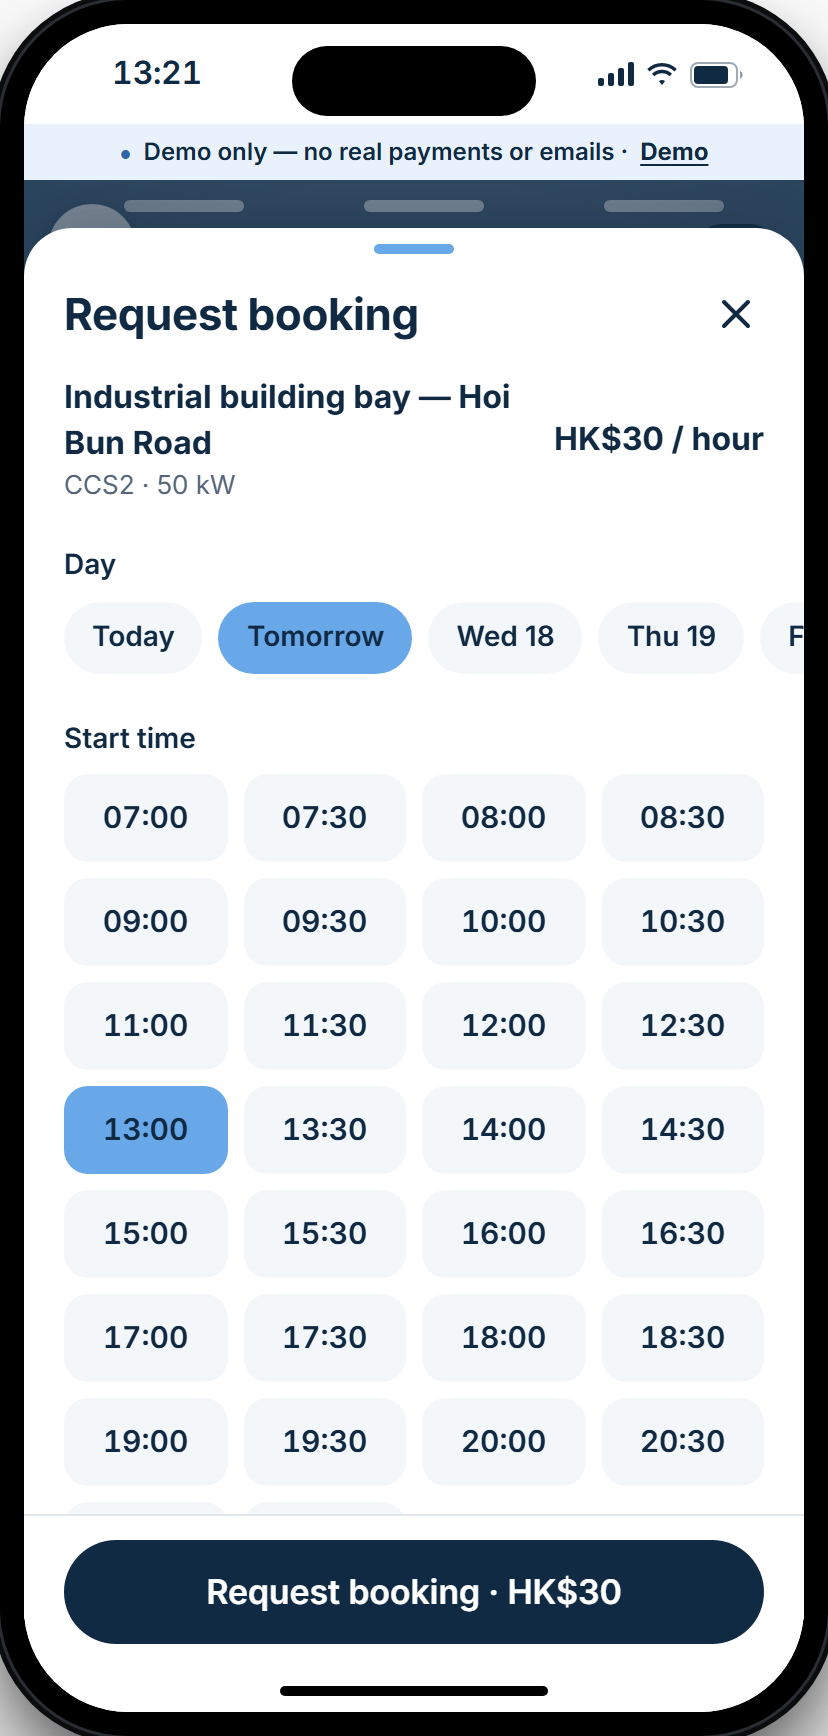 13:21
Demo only — no real payments or emails · Demo
Request booking
Industrial building bay — Hoi
Bun Road
HK$30 / hour
CCS2 · 50 kW
Day
Today Tomorrow Wed 18 Thu 19 F
Start time
07:00 07:30 08:00 08:30
09:00 09:30 10:00 10:30
11:00 11:30 12:00 12:30
13:00 13:30 14:00 14:30
15:00 15:30 16:00 16:30
17:00 17:30 18:00 18:30
19:00 19:30 20:00 20:30
Request booking · HK$30